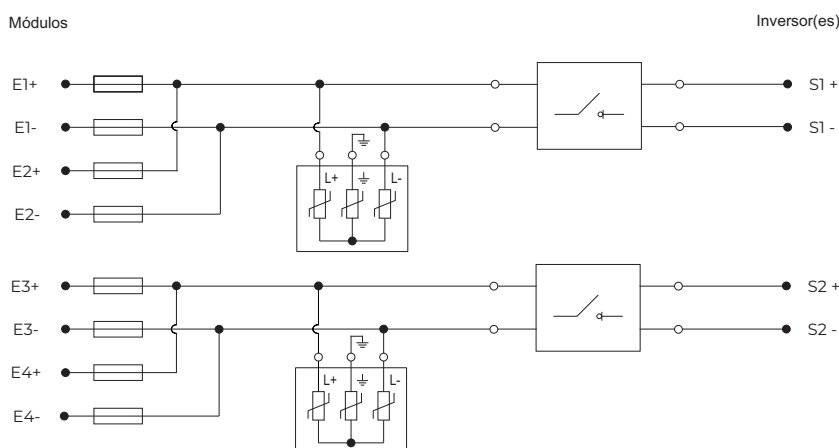 Módulos
Inversor(es)
E1+
S1 +
E1-
S1 -
E2+
L+
L-
E2-
E3+
S2 +
E3-
S2 -
E4+
L+
L-
E4-